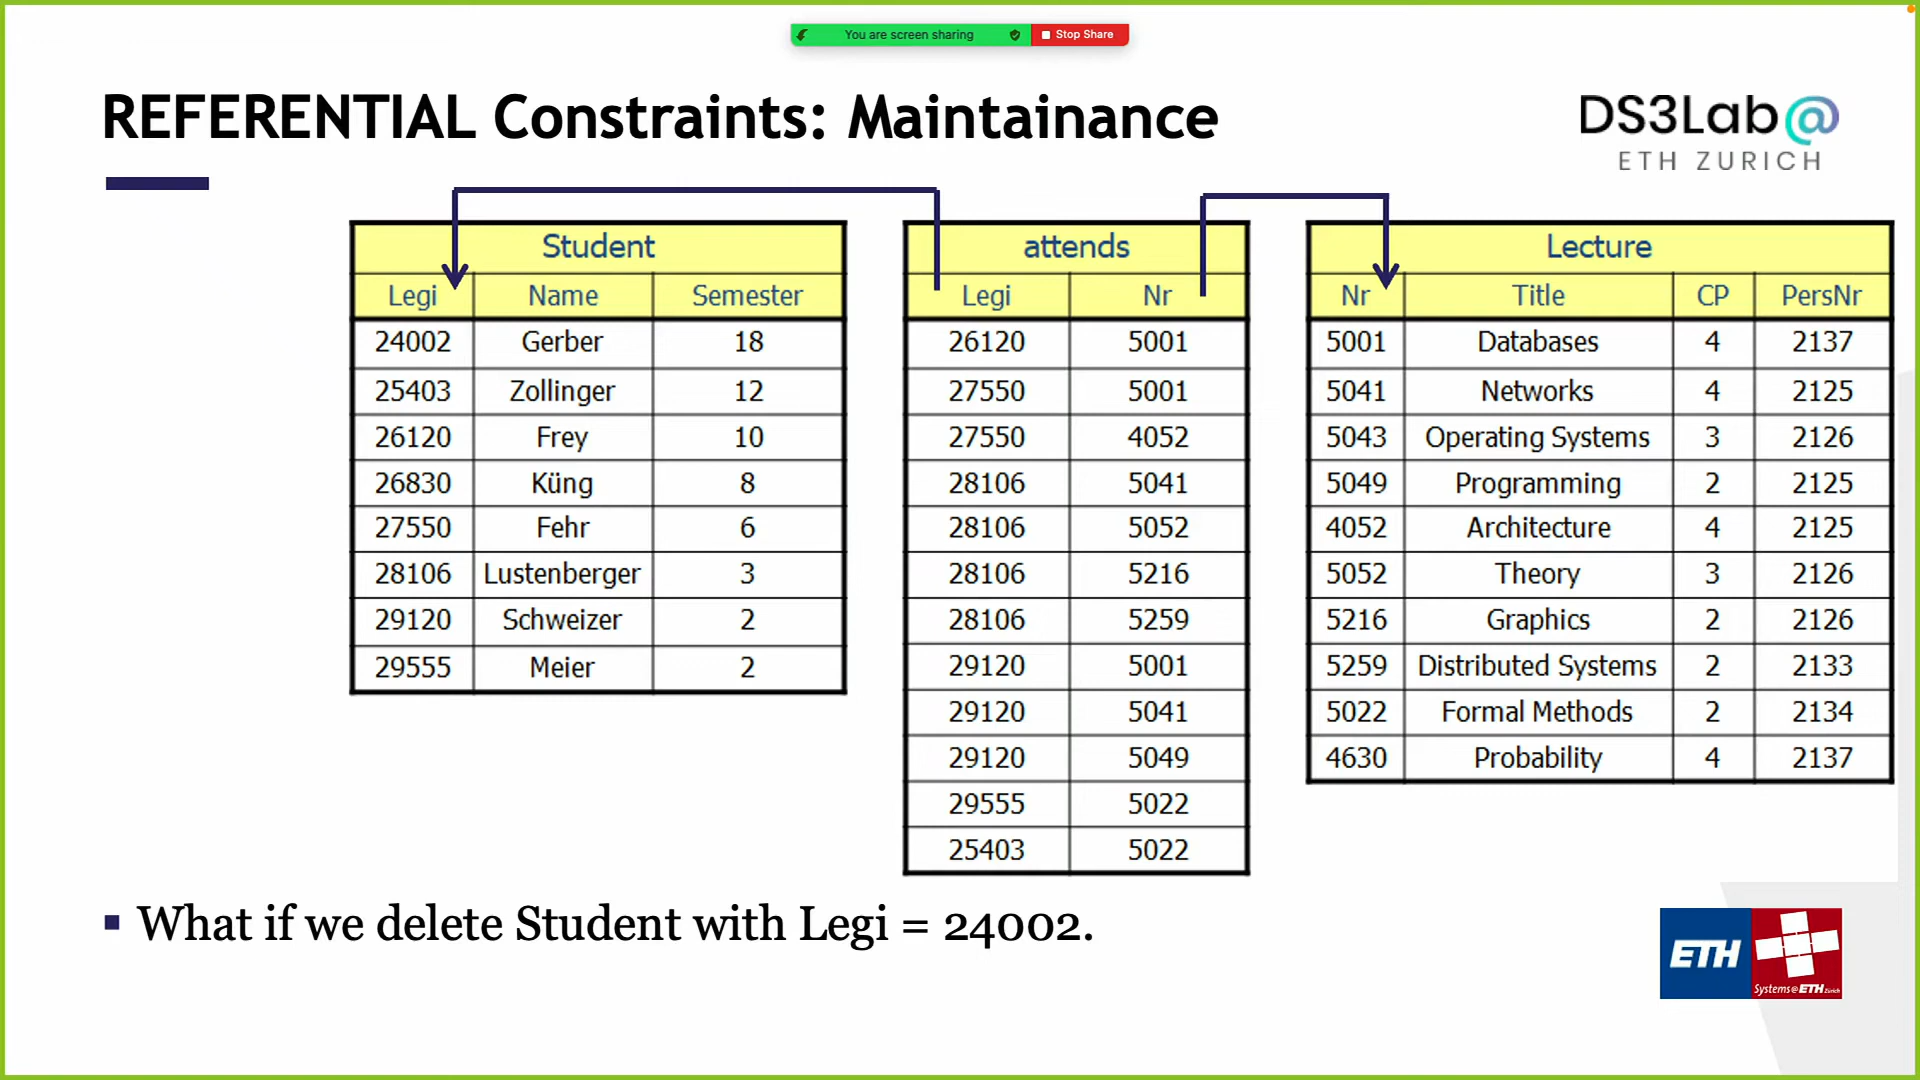 You are screen sharing
Stop Share
REFERENTIAL Constraints: Maintainance
DS3Lab@
ETH ZURICH
Student
Legi Name Semester
24002 Gerber 18
25403 Zollinger 12
26120 Frey 10
26830 Küng 8
27550 Fehr 6
28106 Lustenberger 3
29120 Schweizer 2
29555 Meier 2
attends
Legi Nr
26120 5001
27550 5001
27550 4052
28106 5041
28106 5052
28106 5216
28106 5259
29120 5001
29120 5041
29120 5049
29555 5022
25403 5022
Lecture
Nr Title CP PersNr
5001 Databases 4 2137
5041 Networks 4 2125
5043 Operating Systems 3 2126
5049 Programming 2 2125
4052 Architecture 4 2125
5052 Theory 3 2126
5216 Graphics 2 2126
5259 Distributed Systems 2 2133
5022 Formal Methods 2 2134
4630 Probability 4 2137
▪ What if we delete Student with Legi = 24002.
ETH
Systems@ETH Zürich